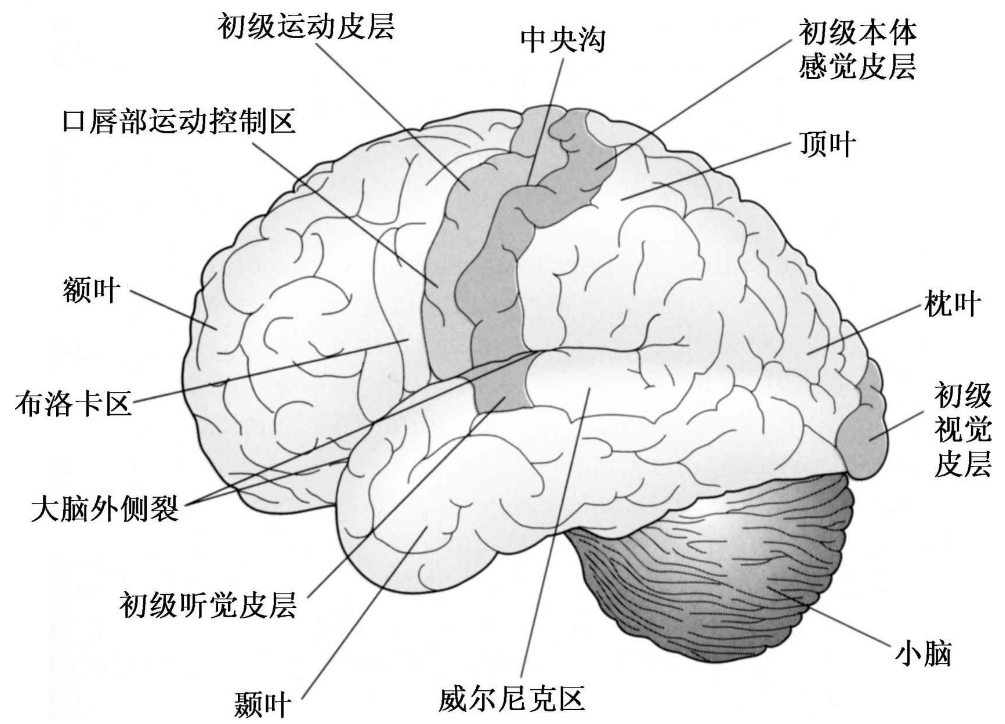 初级运动皮层
中央沟
初级本体
感觉皮层
口唇部运动控制区
顶叶
额叶
枕叶
布洛卡区
初级
视觉
皮层
大脑外侧裂
初级听觉皮层
小脑
颞叶
威尔尼克区